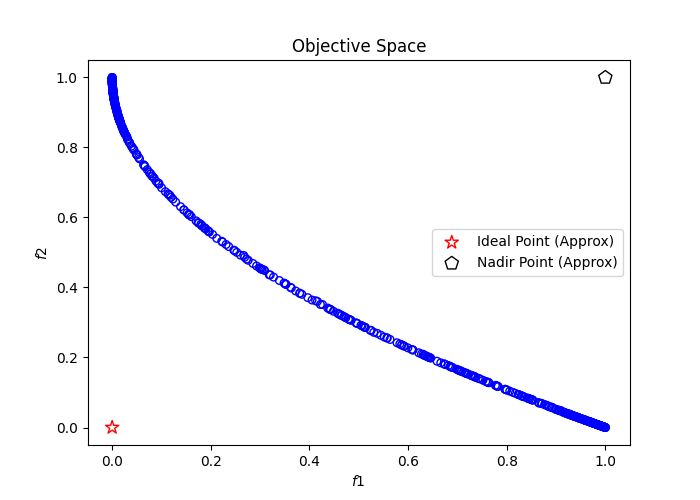 Objective Space
1.0
0.8
0.6
0.4
0.2
0.0
f2
Ideal Point (Approx)
Nadir Point (Approx)
0.0 0.2 0.4 0.6 0.8 1.0
f1